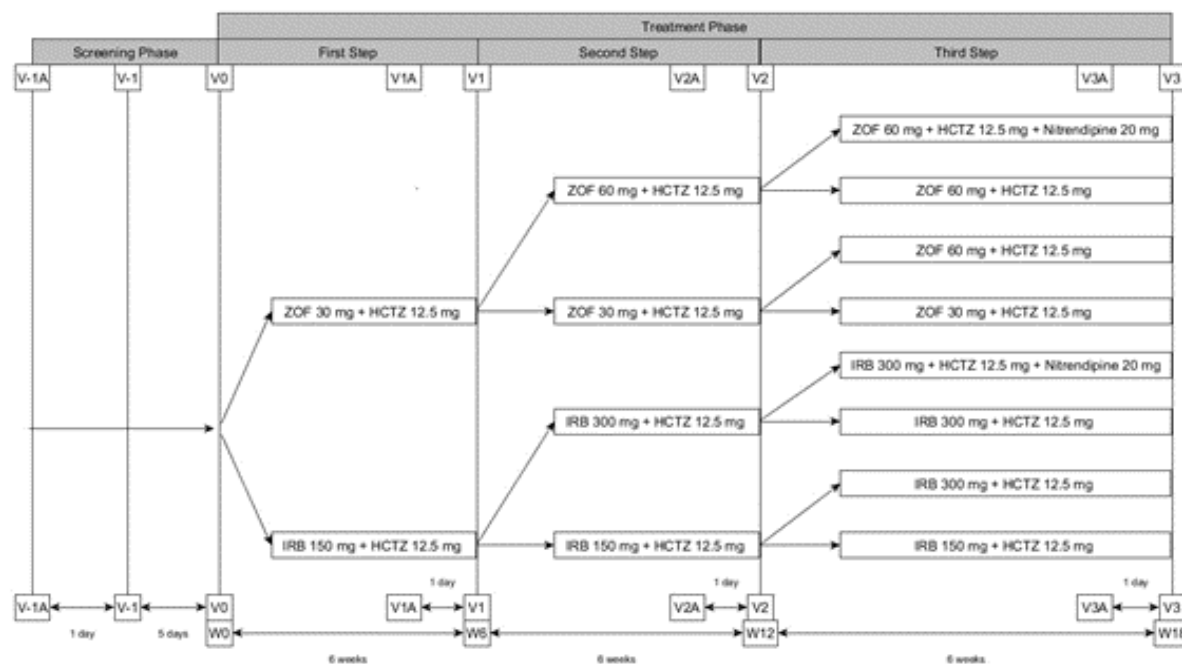 Treatment Phase
Screening Phase First Step Second Step Third Step
V-1A V-1 V0 V1A V1 V2A V2 V3A V3
ZOF 60 mg + HCTZ 12.5 mg + Nitrendipine 20 mg
ZOF 60 mg + HCTZ 12.5 mg ZOF 60 mg + HCTZ 12.5 mg
ZOF 60 mg + HCTZ 12.5 mg
ZOF 30 mg + HCTZ 12.5 mg ZOF 30 mg + HCTZ 12.5 mg ZOF 30 mg + HCTZ 12.5 mg
IRB 300 mg + HCTZ 12.5 mg + Nitrendipine 20 mg
IRB 300 mg + HCTZ 12.5 mg IRB 300 mg + HCTZ 12.5 mg
IRB 300 mg + HCTZ 12.5 mg
IRB 150 mg + HCTZ 12.5 mg IRB 150 mg + HCTZ 12.5 mg IRB 150 mg + HCTZ 12.5 mg
1 day 1 day 1 day
V-1A V-1 V0 V1A V1 V2A V2 V3A V3
1 day 5 days W0 W6 W12 W18
6 weeks 6 weeks 6 weeks